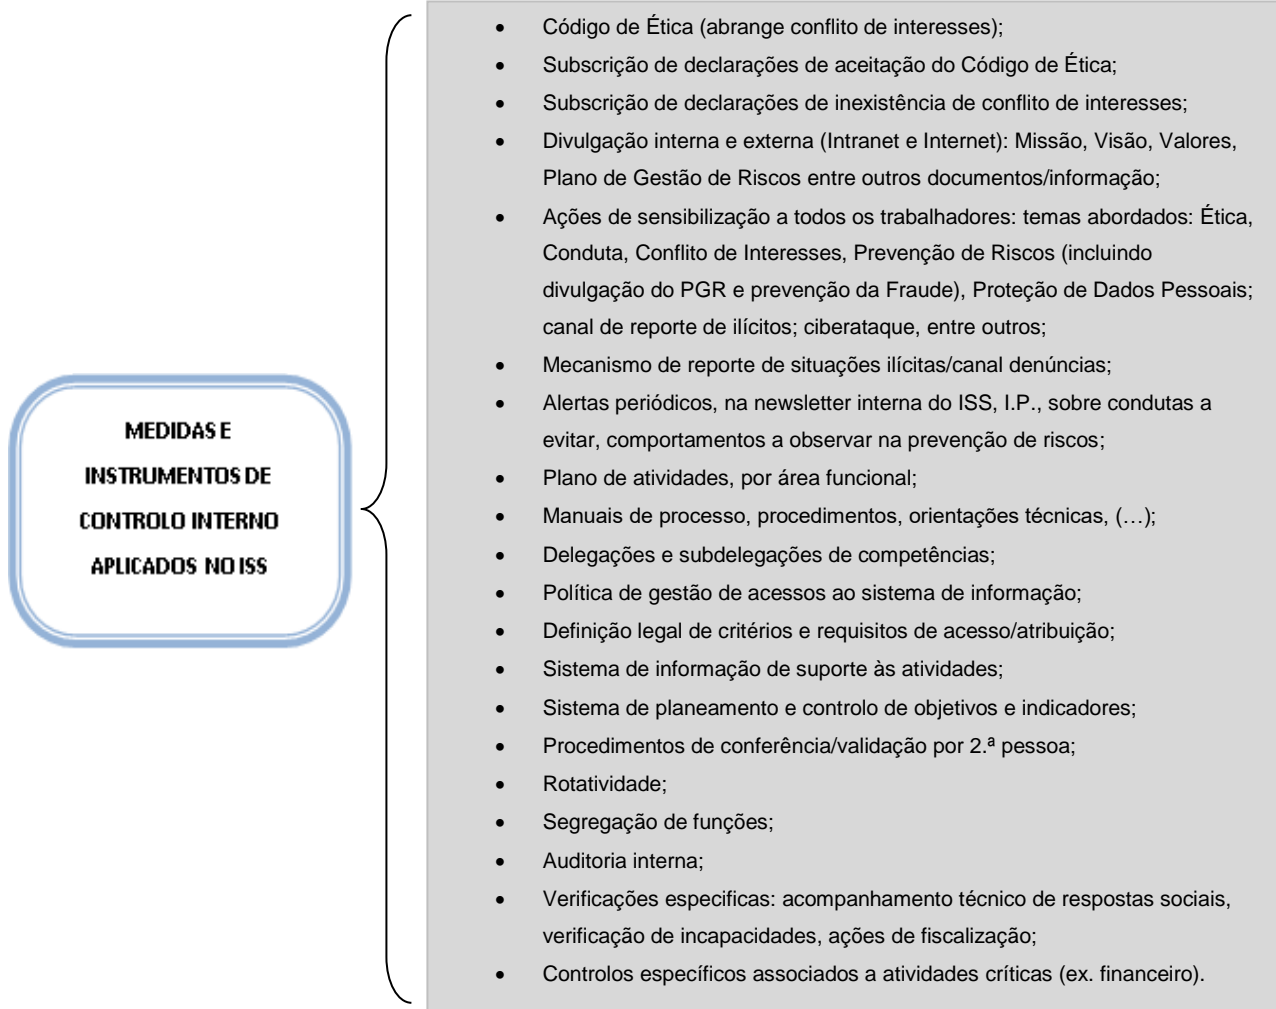 MEDIDAS E
INSTRUMENTOS DE
CONTROLO INTERNO
APLICADOS NO ISS
• Código de Ética (abrange conflito de interesses);
• Subscrição de declarações de aceitação do Código de Ética;
• Subscrição de declarações de inexistência de conflito de interesses;
• Divulgação interna e externa (Intranet e Internet): Missão, Visão, Valores,
Plano de Gestão de Riscos entre outros documentos/informação;
• Ações de sensibilização a todos os trabalhadores: temas abordados: Ética,
Conduta, Conflito de Interesses, Prevenção de Riscos (incluindo
divulgação do PGR e prevenção da Fraude), Proteção de Dados Pessoais;
canal de reporte de ilícitos; ciberataque, entre outros;
• Mecanismo de reporte de situações ilícitas/canal denúncias;
• Alertas periódicos, na newsletter interna do ISS, I.P., sobre condutas a
evitar, comportamentos a observar na prevenção de riscos;
• Plano de atividades, por área funcional;
• Manuais de processo, procedimentos, orientações técnicas, (…);
• Delegações e subdelegações de competências;
• Política de gestão de acessos ao sistema de informação;
• Definição legal de critérios e requisitos de acesso/atribuição;
• Sistema de informação de suporte às atividades;
• Sistema de planeamento e controlo de objetivos e indicadores;
• Procedimentos de conferência/validação por 2.ª pessoa;
• Rotatividade;
• Segregação de funções;
• Auditoria interna;
• Verificações especificas: acompanhamento técnico de respostas sociais,
verificação de incapacidades, ações de fiscalização;
• Controlos específicos associados a atividades críticas (ex. financeiro).